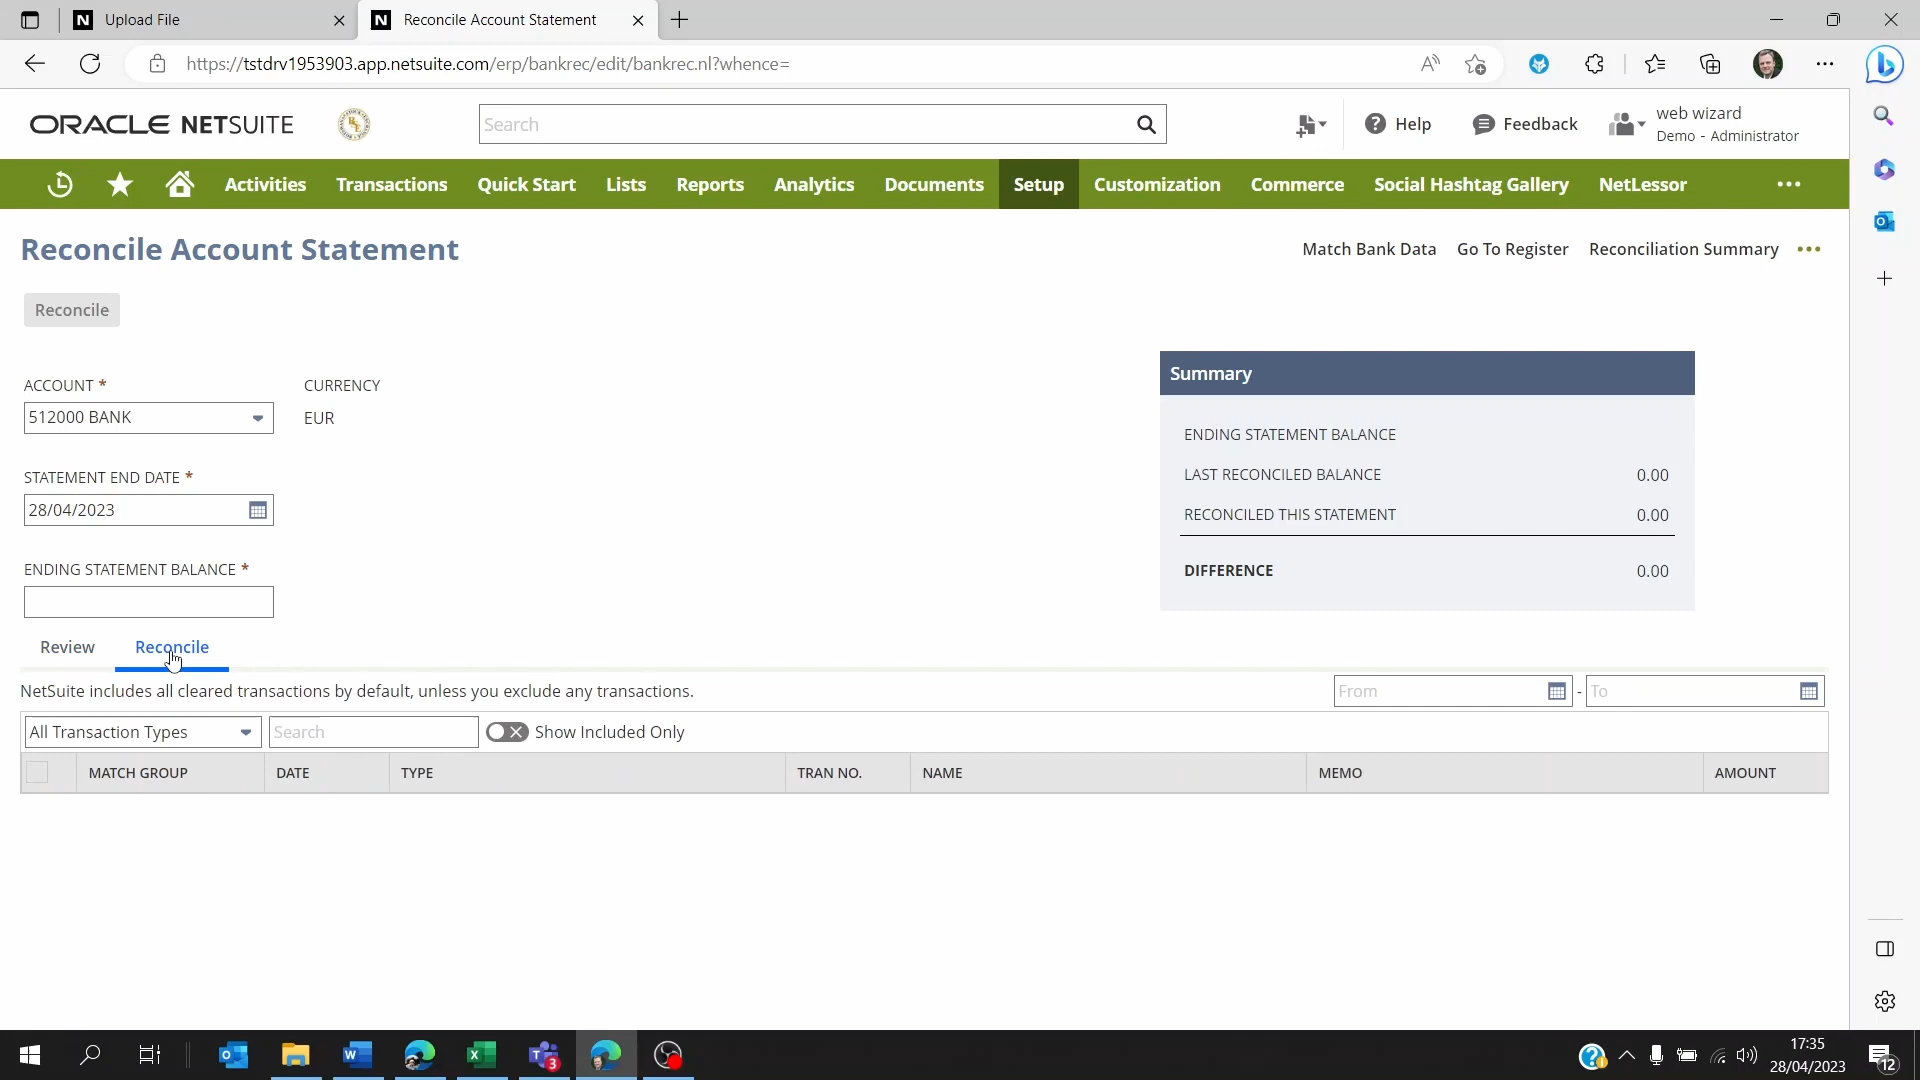 Upload File
Reconcile Account Statement
https://tstdrv1953903.app.netsuite.com/erp/bankrec/edit/bankrec.nl?whence=
ORACLE NETSUITE
Search
Help
Feedback
web wizard
Demo - Administrator
Activities Transactions Quick Start Lists Reports Analytics Documents Setup Customization Commerce Social Hashtag Gallery NetLessor
Reconcile Account Statement
Match Bank Data Go To Register Reconciliation Summary
Reconcile
ACCOUNT * CURRENCY
512000 BANK EUR
STATEMENT END DATE *
28/04/2023
ENDING STATEMENT BALANCE *
Summary
ENDING STATEMENT BALANCE
LAST RECONCILED BALANCE 0.00
RECONCILED THIS STATEMENT 0.00
DIFFERENCE 0.00
Review Reconcile
NetSuite includes all cleared transactions by default, unless you exclude any transactions.
From - To
All Transaction Types Search Show Included Only
MATCH GROUP DATE TYPE TRAN NO. NAME MEMO AMOUNT
17:35
28/04/2023
3
12